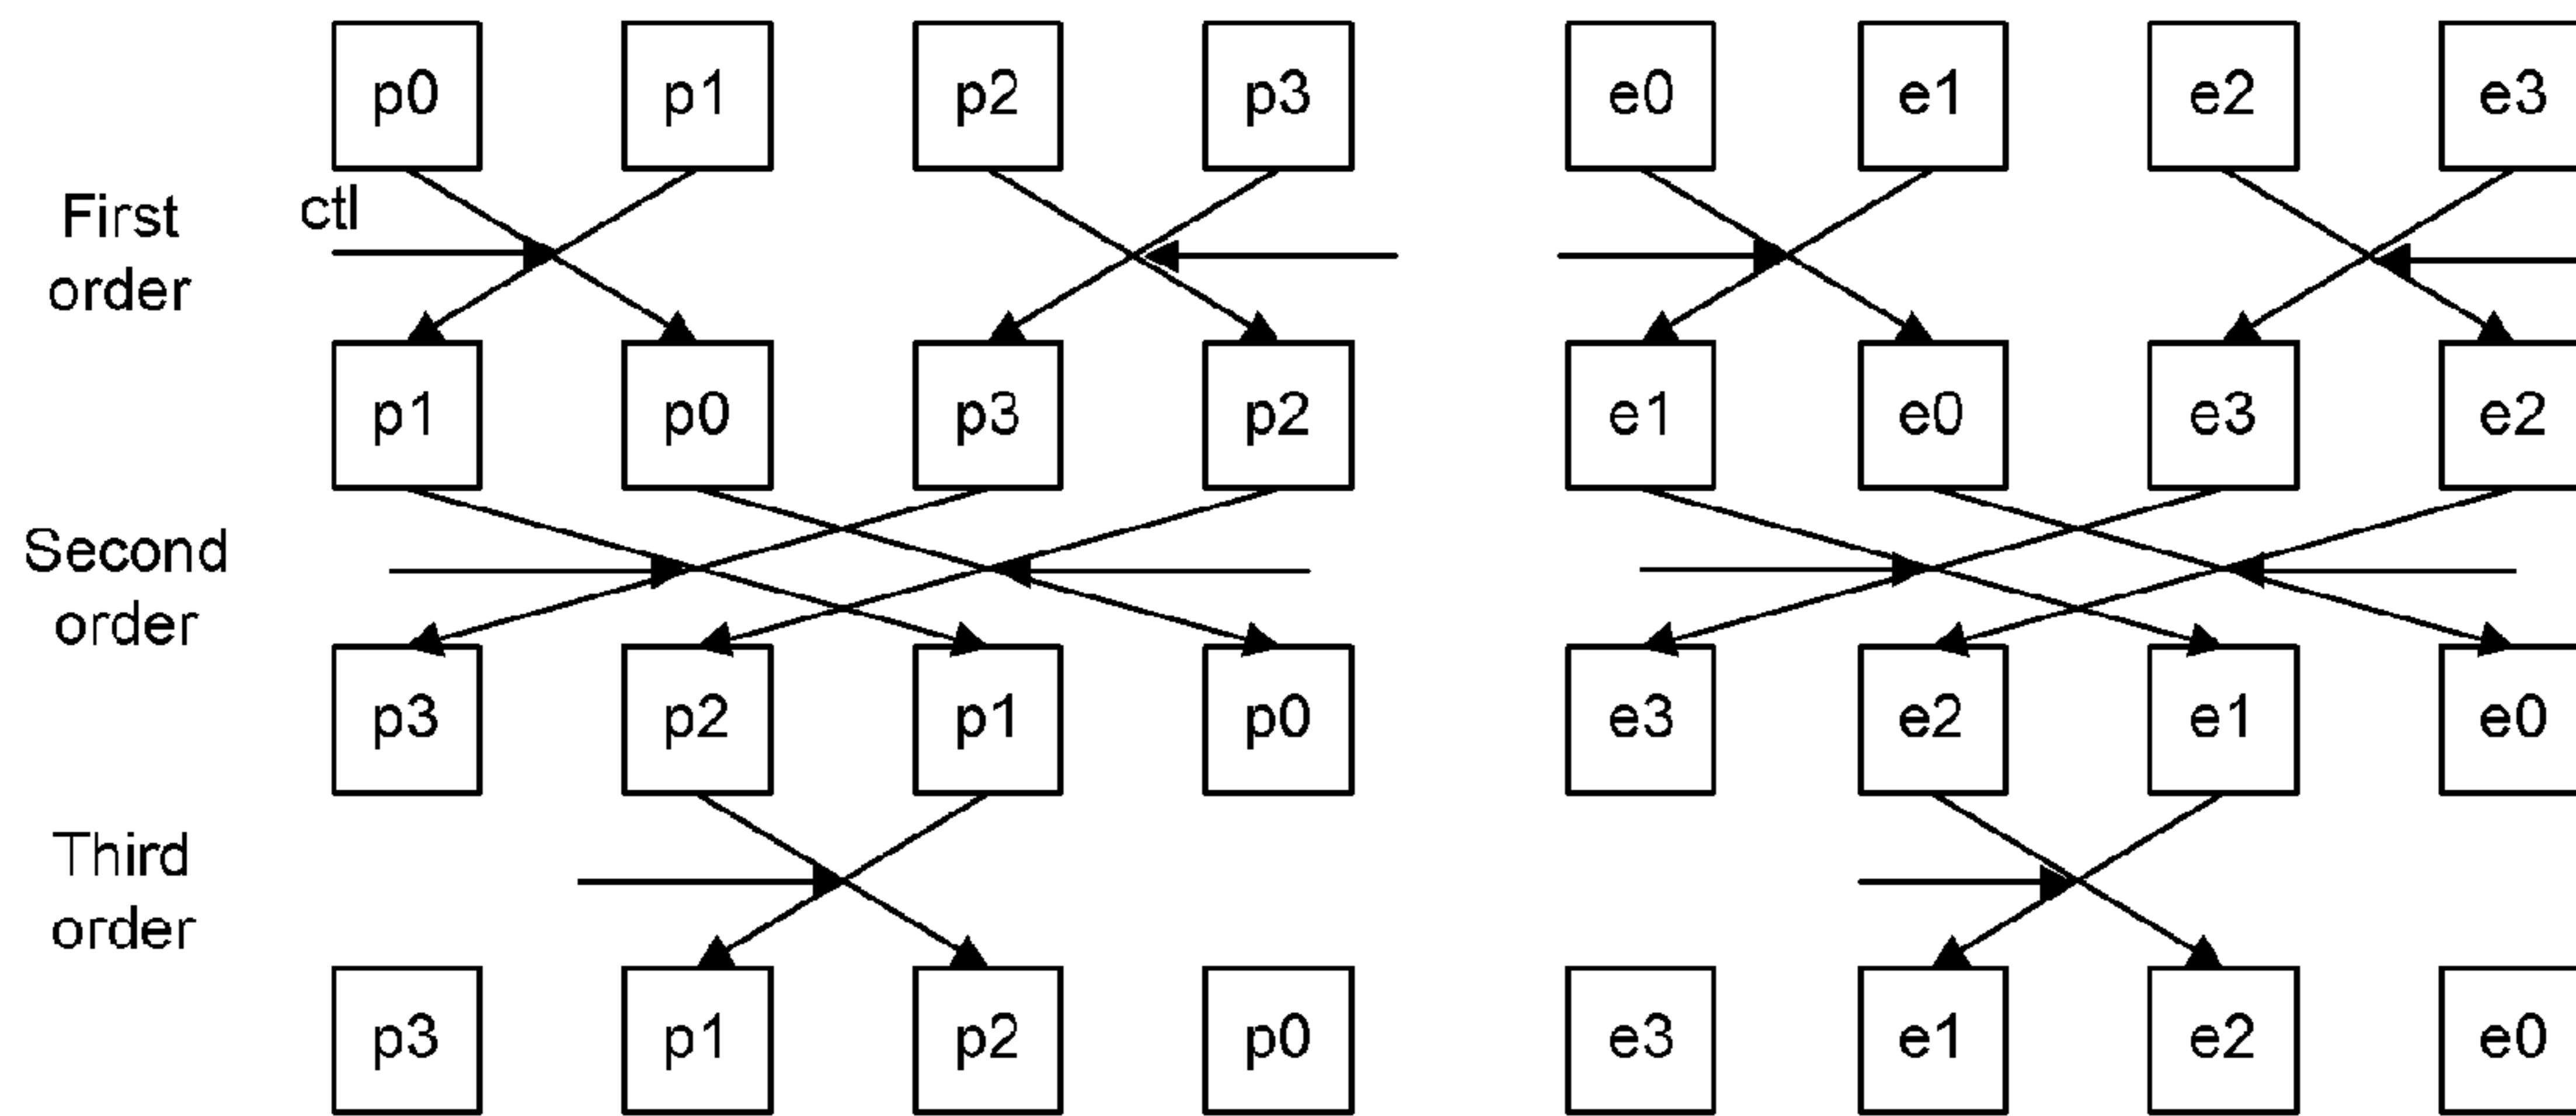 p0 p1 p2 p3 e0 e1 e2 e3
ctl
First
order
p1 p0 p3 p2 e1 e0 e3 e2
Second
order
p3 p2 p1 p0 e3 e2 e1 e0
Third
order
p3 p1 p2 p0 e3 e1 e2 e0